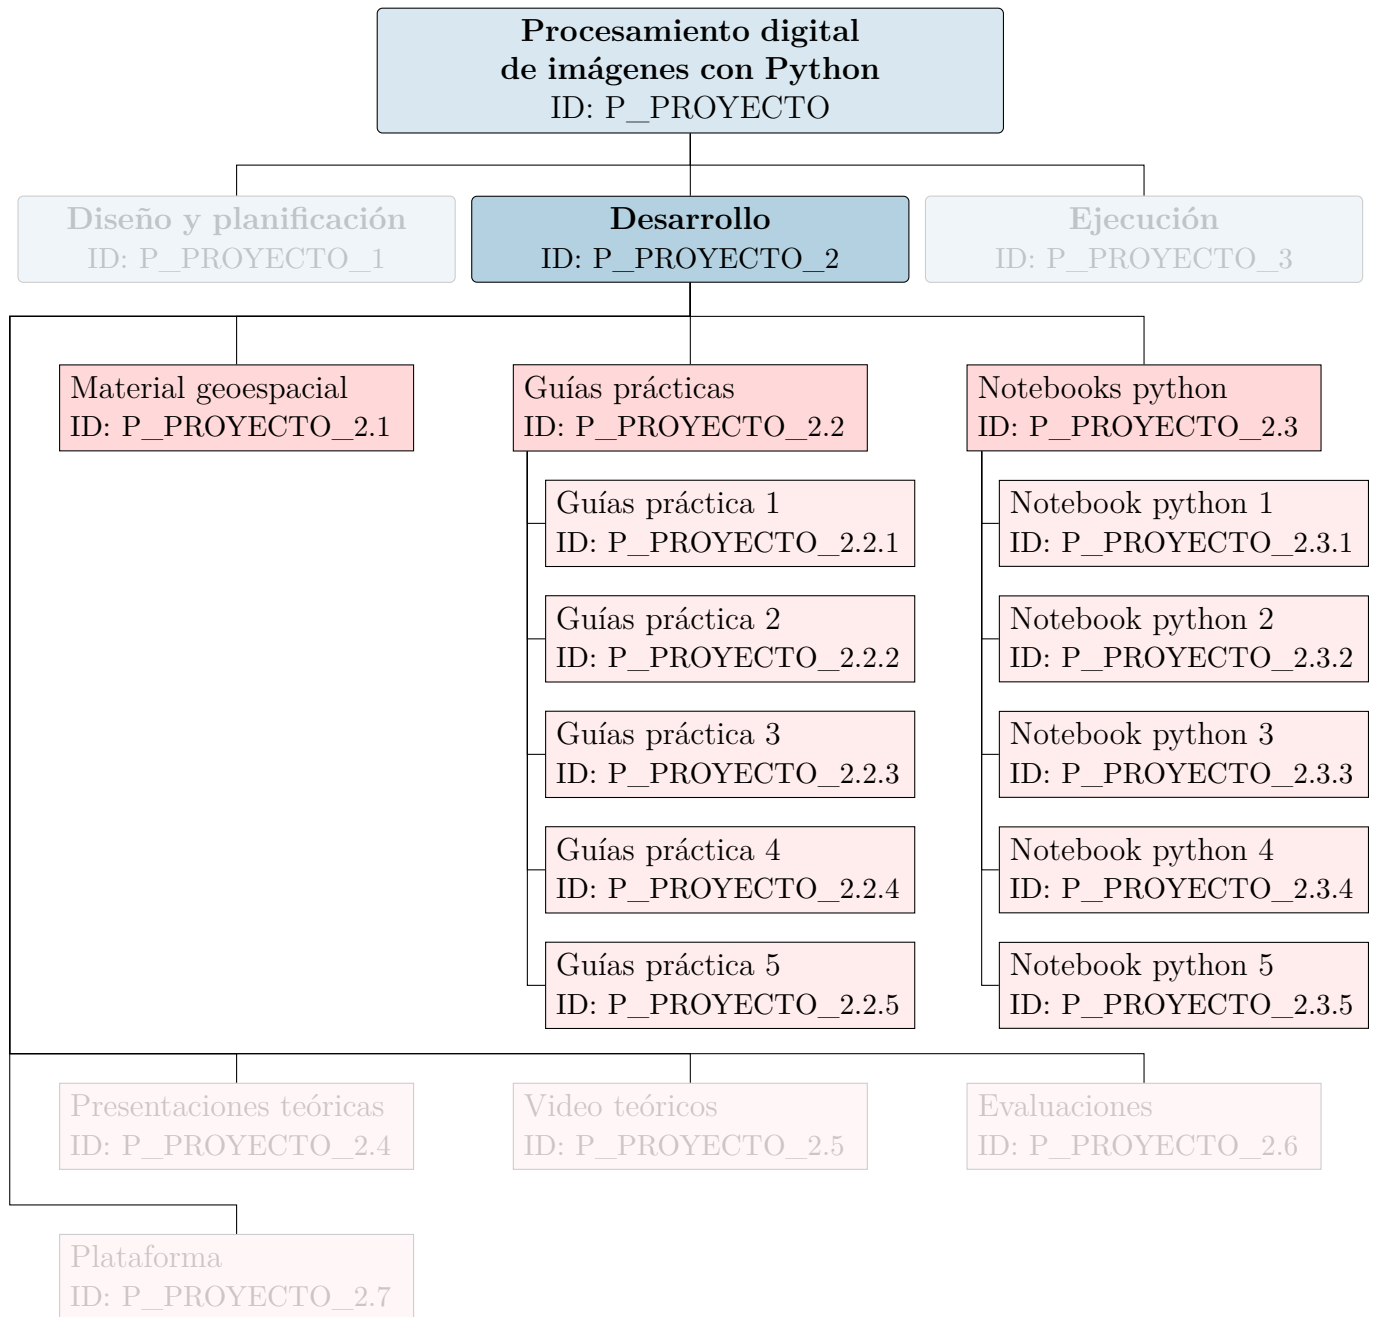 Procesamiento digital
de imágenes con Python
ID: P_PROYECTO
Diseño y planificación
ID: P_PROYECTO_1
Desarrollo
ID: P_PROYECTO_2
Ejecución
ID: P_PROYECTO_3
Material geoespacial
ID: P_PROYECTO_2.1
Guías prácticas
ID: P_PROYECTO_2.2
Guías práctica 1
ID: P_PROYECTO_2.2.1
Guías práctica 2
ID: P_PROYECTO_2.2.2
Guías práctica 3
ID: P_PROYECTO_2.2.3
Guías práctica 4
ID: P_PROYECTO_2.2.4
Guías práctica 5
ID: P_PROYECTO_2.2.5
Notebooks python
ID: P_PROYECTO_2.3
Notebook python 1
ID: P_PROYECTO_2.3.1
Notebook python 2
ID: P_PROYECTO_2.3.2
Notebook python 3
ID: P_PROYECTO_2.3.3
Notebook python 4
ID: P_PROYECTO_2.3.4
Notebook python 5
ID: P_PROYECTO_2.3.5
Presentaciones teóricas
ID: P_PROYECTO_2.4
Video teóricos
ID: P_PROYECTO_2.5
Evaluaciones
ID: P_PROYECTO_2.6
Plataforma
ID: P_PROYECTO_2.7